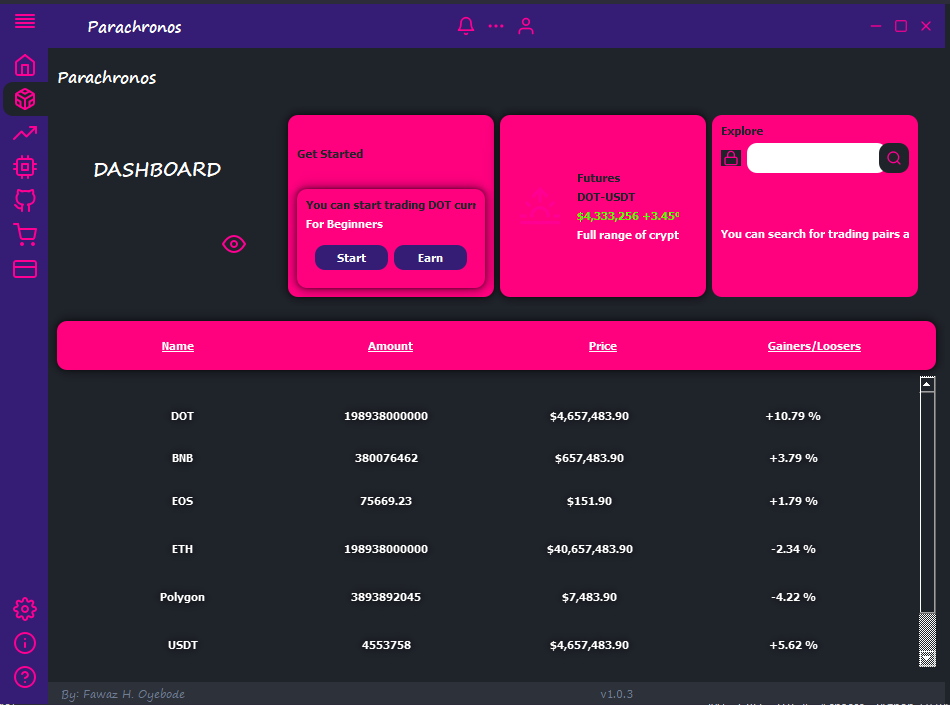 Parachronos
Parachronos
DASHBOARD
Get Started
You can start trading DOT curr
For Beginners
Start Earn
Futures
DOT-USDT
$4,333,256 +3.45
Full range of crypt
Explore
You can search for trading pairs a
Name Amount Price Gainers/Loosers
DOT 198938000000 $4,657,483.90 +10.79 %
BNB 380076462 $657,483.90 +3.79 %
EOS 75669.23 $151.90 +1.79 %
ETH 198938000000 $40,657,483.90 -2.34 %
Polygon 3893892045 $7,483.90 -4.22 %
USDT 4553758 $4,657,483.90 +5.62 %
By: Fawaz H. Oyebode v1.0.3